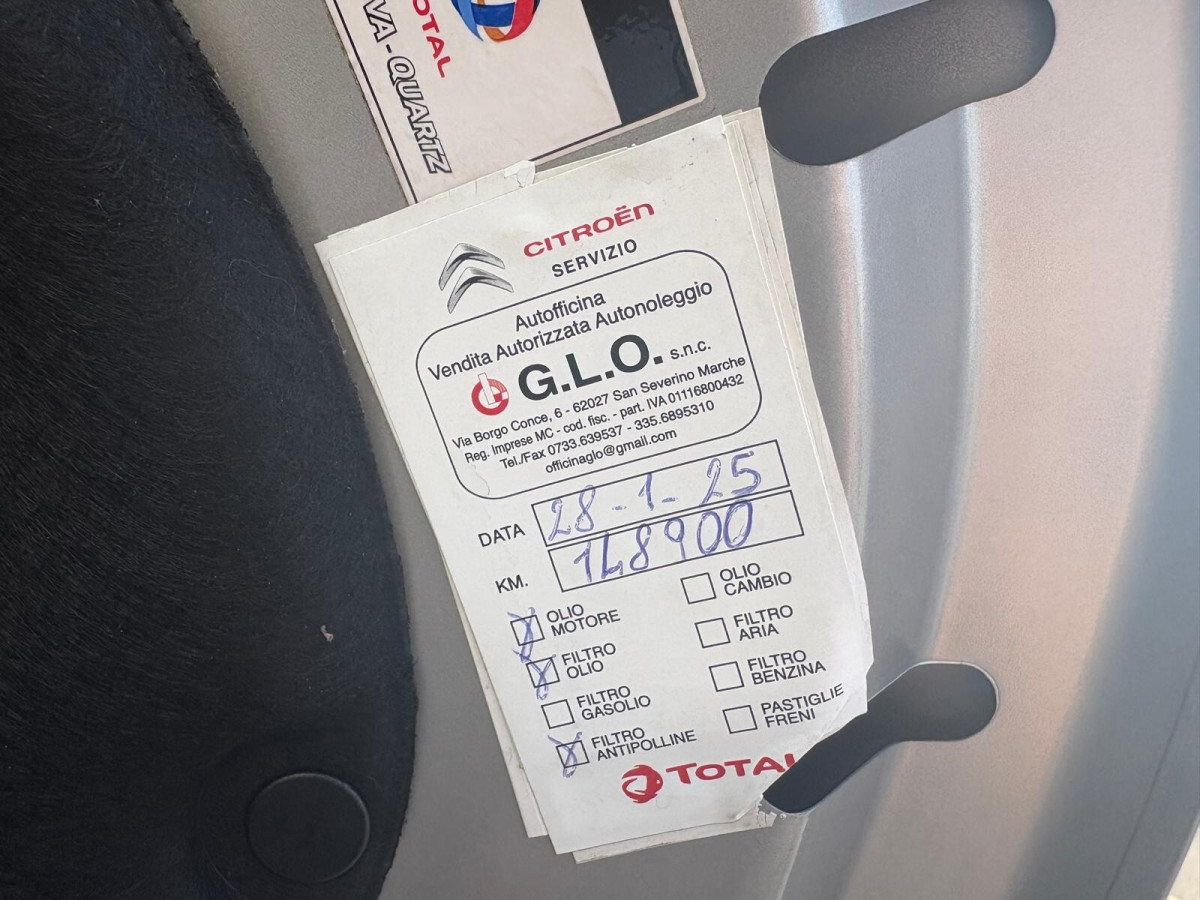 TOTAL
VA - QUARTZ
CITROËN
SERVIZIO
Autofficina
Vendita Autorizzata Autonoleggio
G.L.O. s.n.c.
Via Borgo Conce, 6 - 62027 San Severino Marche
Reg. Imprese MC - cod. fisc. - part. IVA 01116800432
Tel./Fax 0733.639537 - 335.6895310
officinaglo@gmail.com
DATA 28-1-25
KM. 148900
OLIO MOTORE
OLIO CAMBIO
FILTRO OLIO
FILTRO ARIA
FILTRO GASOLIO
FILTRO BENZINA
FILTRO ANTIPOLLINE
PASTIGLIE FRENI
TOTAL